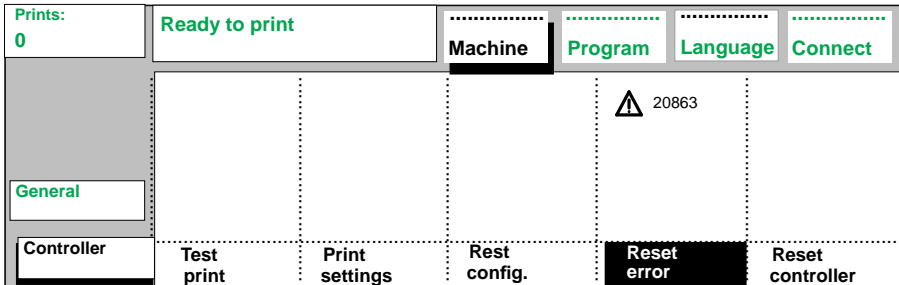 Prints:
0
Ready to print
Machine
Program
Language
Connect
20863
General
Controller
Test
print
Print
settings
Rest
config.
Reset
error
Reset
controller